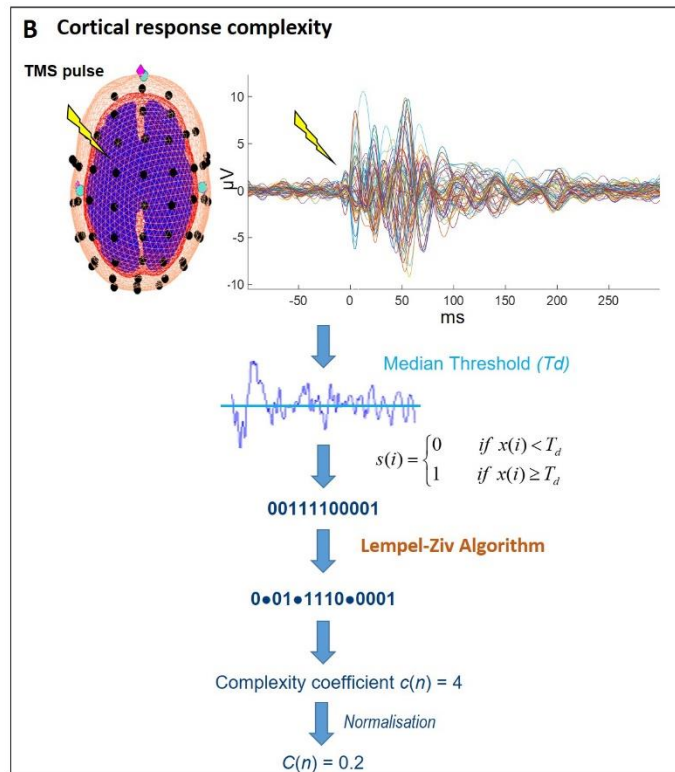 B Cortical response complexity
TMS pulse
10
5
0
-5
-10
μV
-50 0 50 100 150 200 250
ms
Median Threshold (Td)
s(i) = {0 if x(i) < T_d
1 if x(i) ≥ T_d
00111100001
Lempel-Ziv Algorithm
0●01●1110●0001
Complexity coefficient c(n) = 4
Normalisation
C(n) = 0.2